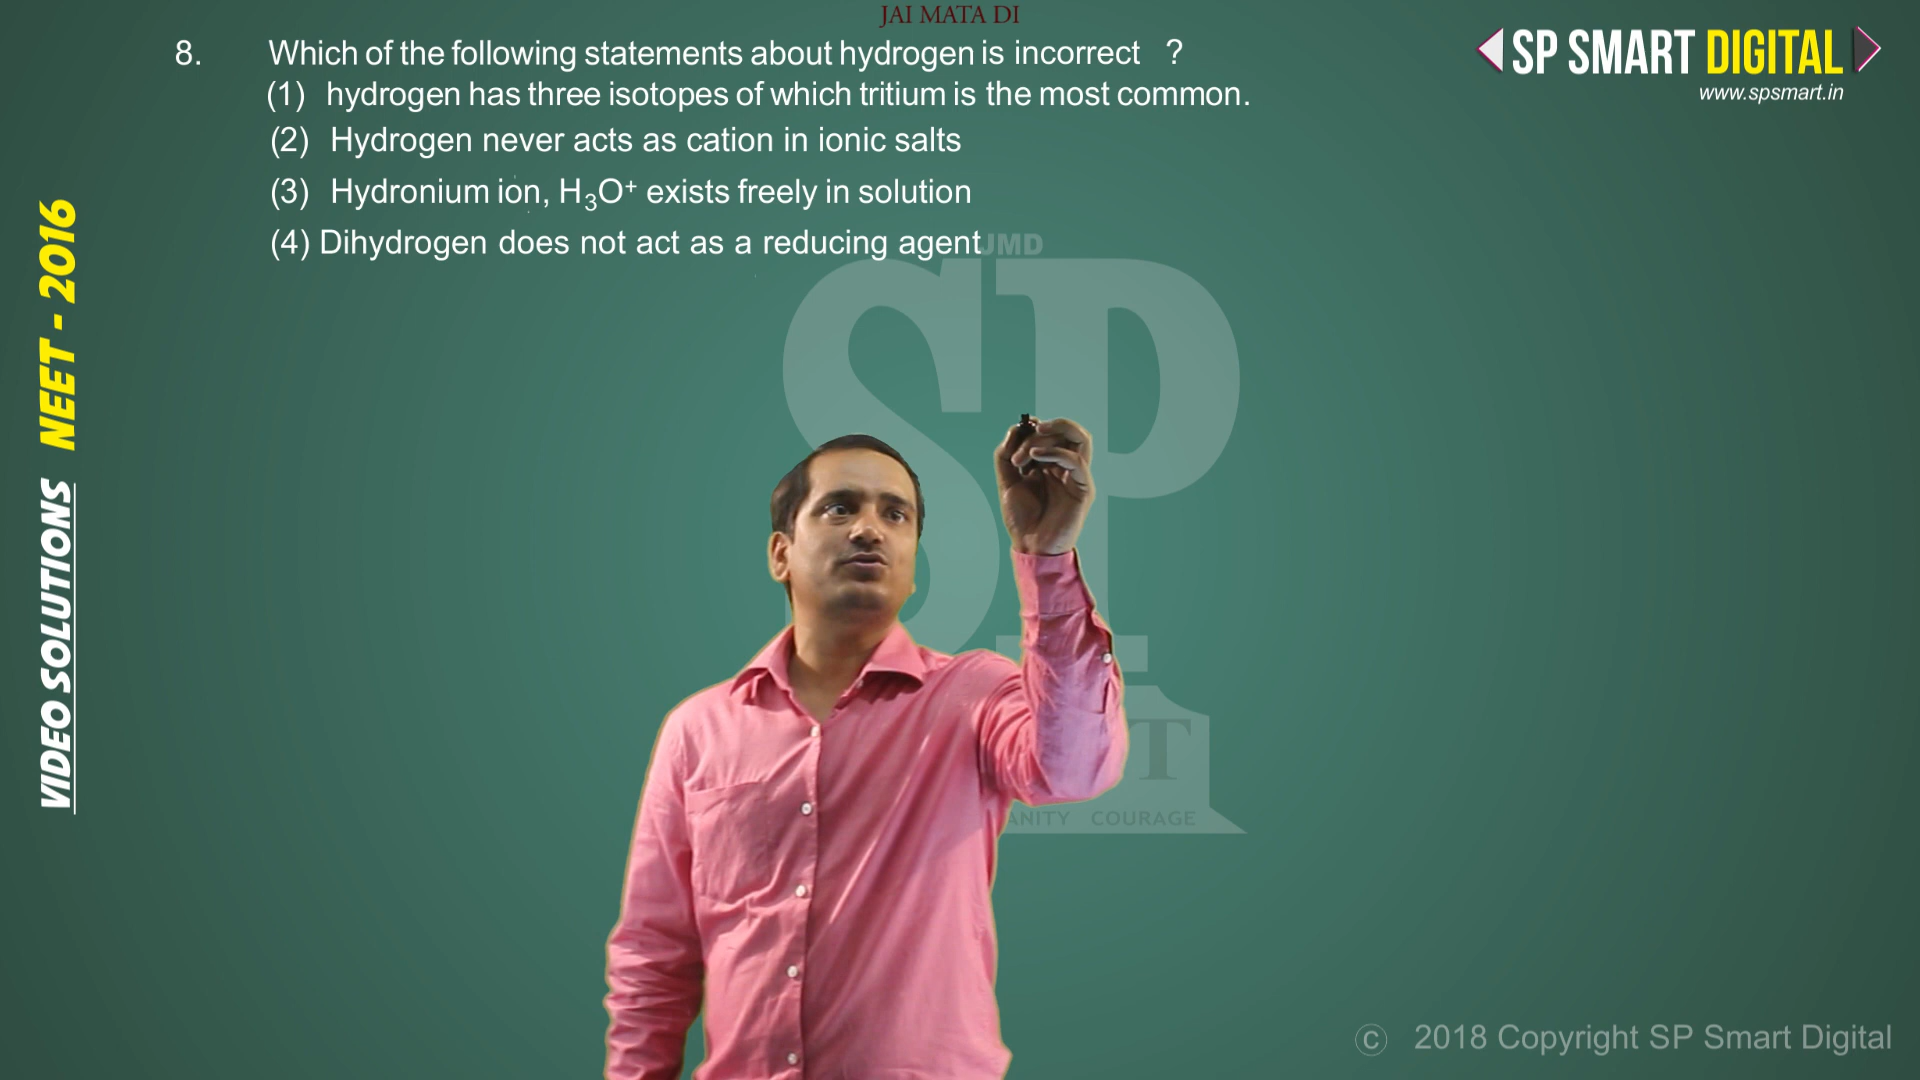 JAI MATA DI
8. Which of the following statements about hydrogen is incorrect ?
(1) hydrogen has three isotopes of which tritium is the most common.
(2) Hydrogen never acts as cation in ionic salts
(3) Hydronium ion, H₃O⁺ exists freely in solution
(4) Dihydrogen does not act as a reducing agent
SP SMART DIGITAL
www.spsmart.in
VIDEO SOLUTIONS NEET - 2016
JMD
SP
T
ANITY COURAGE
© 2018 Copyright SP Smart Digital